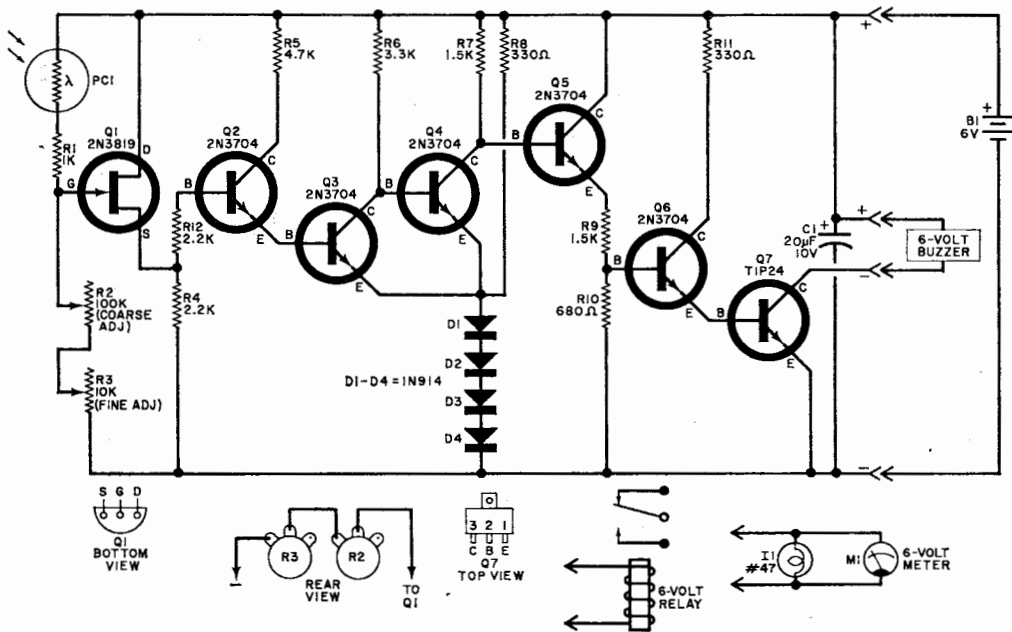 PC1
λ
R1
1K
Q1
2N3819
D
G
S
R2
100K
(COARSE
ADJ)
R3
10K
(FINE ADJ)
R12
2.2K
R4
2.2K
Q2
2N3704
B
C
E
R5
4.7K
Q3
2N3704
B
C
E
R6
3.3K
Q4
2N3704
B
C
E
R7
1.5K
R8
330Ω
D1
D2
D3
D4
D1-D4=1N914
Q5
2N3704
B
C
E
R9
1.5K
R10
680Ω
Q6
2N3704
B
C
E
R11
330Ω
Q7
TIP24
B
C
E
C1
20µF
10V
+
+
−
+
−
6-VOLT
BUZZER
+
B1
6V
S G D
Q1
BOTTOM
VIEW
−
R3
R2
REAR
VIEW
TO
Q1
3 2 1
C B E
Q7
TOP VIEW
6-VOLT
RELAY
I1
#47
M1
6-VOLT
METER